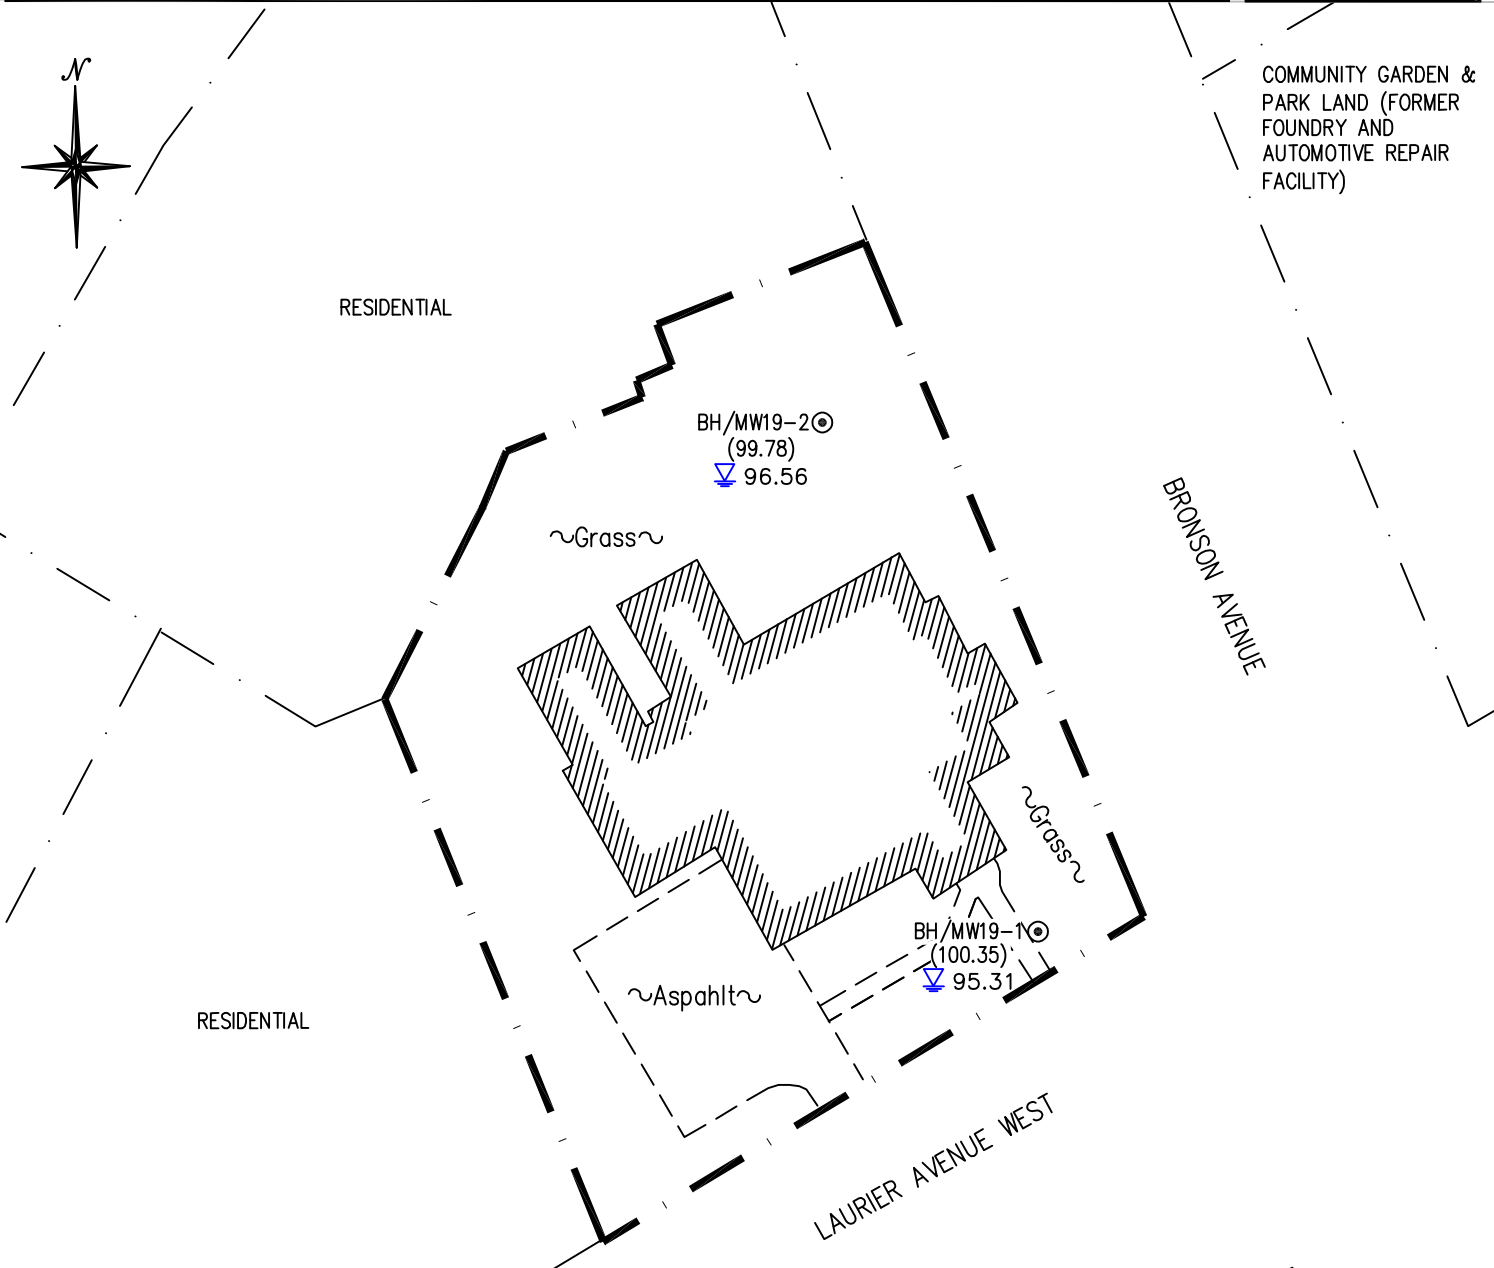 N
COMMUNITY GARDEN &
PARK LAND (FORMER
FOUNDRY AND
AUTOMOTIVE REPAIR
FACILITY)
RESIDENTIAL
BH/MW19-2
(99.78)
96.56
~Grass~
BRONSON AVENUE
~Grass~
BH/MW19-1
(100.35)
95.31
~Aspahlt~
RESIDENTIAL
LAURIER AVENUE WEST